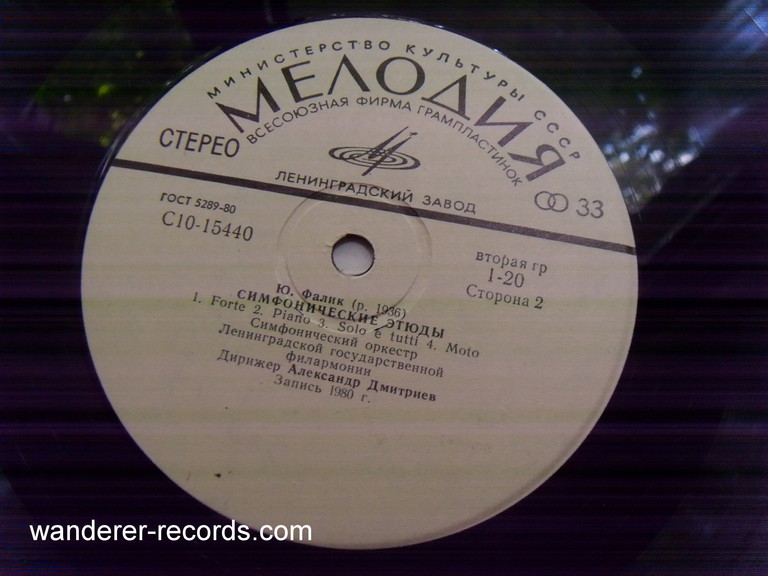 МИНИСТЕРСТВО КУЛЬТУРЫ СССР
МЕЛОДИЯ
ВСЕСОЮЗНАЯ ФИРМА ГРАМПЛАСТИНОК
СТЕРЕО
ЛЕНИНГРАДСКИЙ ЗАВОД
33
ГОСТ 5289-80
С10-15440
вторая гр
1-20
Сторона 2
Ю. Фалик (р. 1936)
СИМФОНИЧЕСКИЕ ЭТЮДЫ
1. Forte 2. Piano 3. Solo e tutti 4. Moto
Симфонический оркестр
Ленинградской государственной
филармонии
Дирижер Александр Дмитриев
Запись 1980 г.
wanderer-records.com